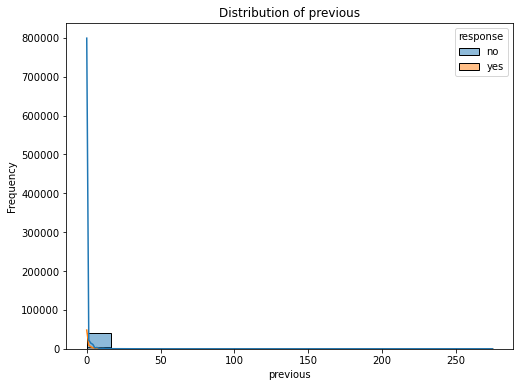 Distribution of previous
response
no
yes
800000
700000
600000
500000
400000
300000
200000
100000
0
Frequency
0 50 100 150 200 250
previous